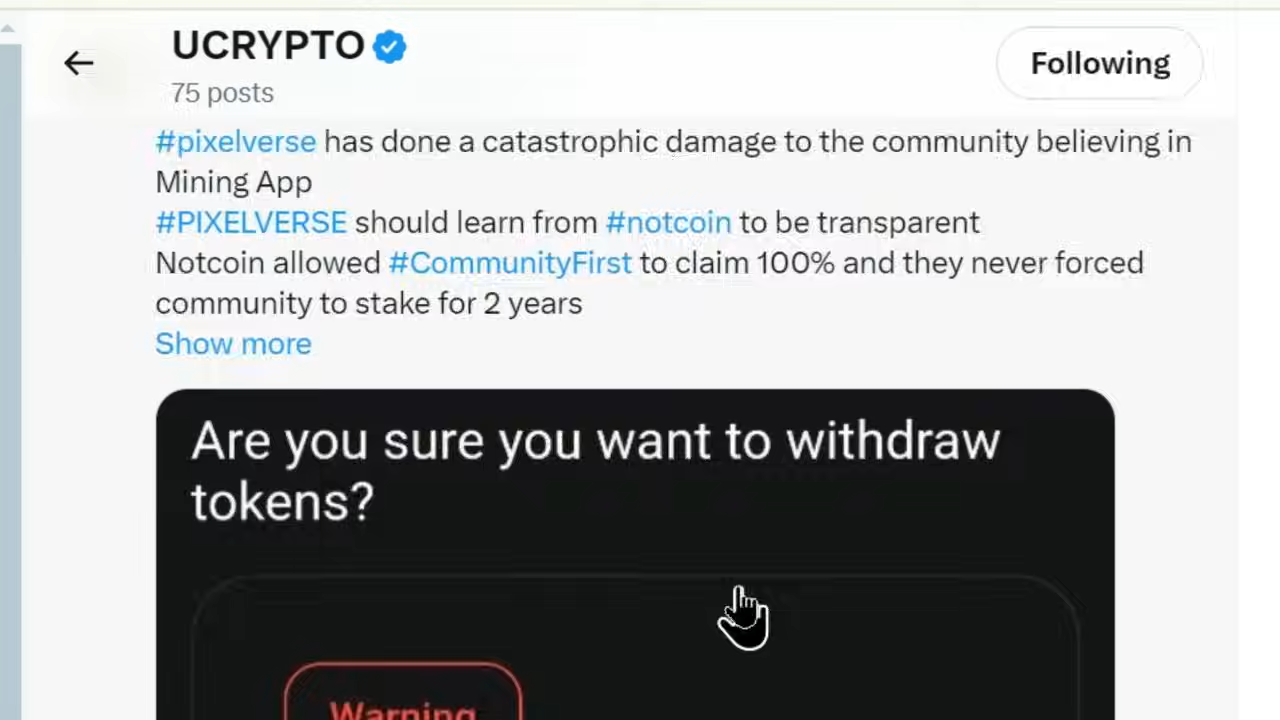 UCRYPTO
75 posts
Following
#pixelverse has done a catastrophic damage to the community believing in
Mining App
#PIXELVERSE should learn from #notcoin to be transparent
Notcoin allowed #CommunityFirst to claim 100% and they never forced
community to stake for 2 years
Show more
Are you sure you want to withdraw
tokens?
Warning